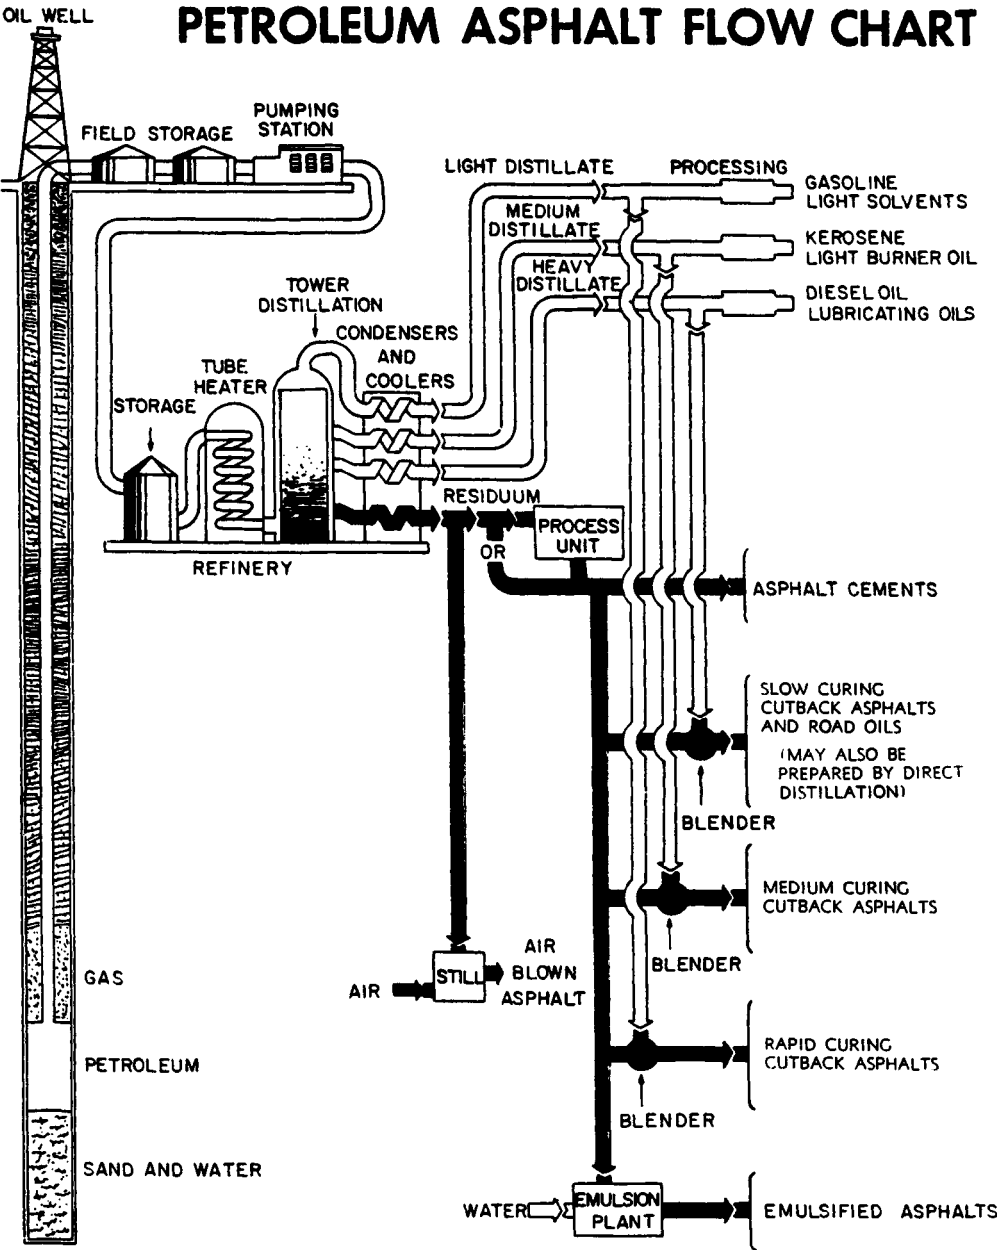 OIL WELL
PETROLEUM ASPHALT FLOW CHART
PUMPING
STATION
FIELD STORAGE
LIGHT DISTILLATE
PROCESSING
GASOLINE
LIGHT SOLVENTS
MEDIUM
DISTILLATE
KEROSENE
LIGHT BURNER OIL
HEAVY
DISTILLATE
DIESEL OIL
LUBRICATING OILS
TOWER
DISTILLATION
CONDENSERS
AND
COOLERS
TUBE
HEATER
STORAGE
RESIDUUM
PROCESS
UNIT
OR
REFINERY
ASPHALT CEMENTS
SLOW CURING
CUTBACK ASPHALTS
AND ROAD OILS
(MAY ALSO BE
PREPARED BY DIRECT
DISTILLATION)
BLENDER
MEDIUM CURING
CUTBACK ASPHALTS
BLENDER
AIR
BLOWN
ASPHALT
STILL
AIR
GAS
RAPID CURING
CUTBACK ASPHALTS
PETROLEUM
BLENDER
SAND AND WATER
WATER
EMULSION
PLANT
EMULSIFIED ASPHALTS